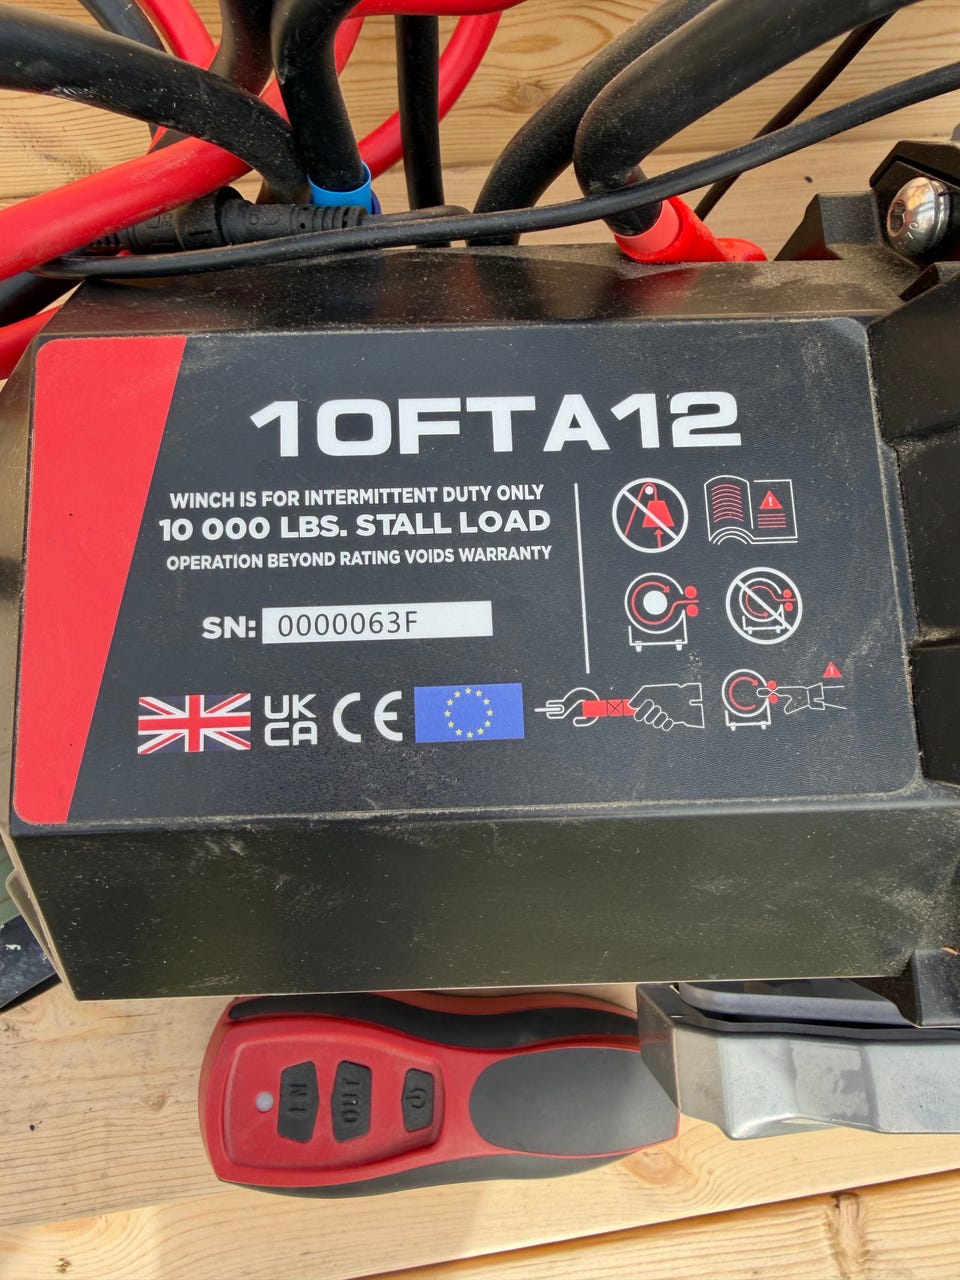 10FTA12
WINCH IS FOR INTERMITTENT DUTY ONLY
10 000 LBS. STALL LOAD
OPERATION BEYOND RATING VOIDS WARRANTY
SN: 0000063F
UK
CA CE
IN
OUT